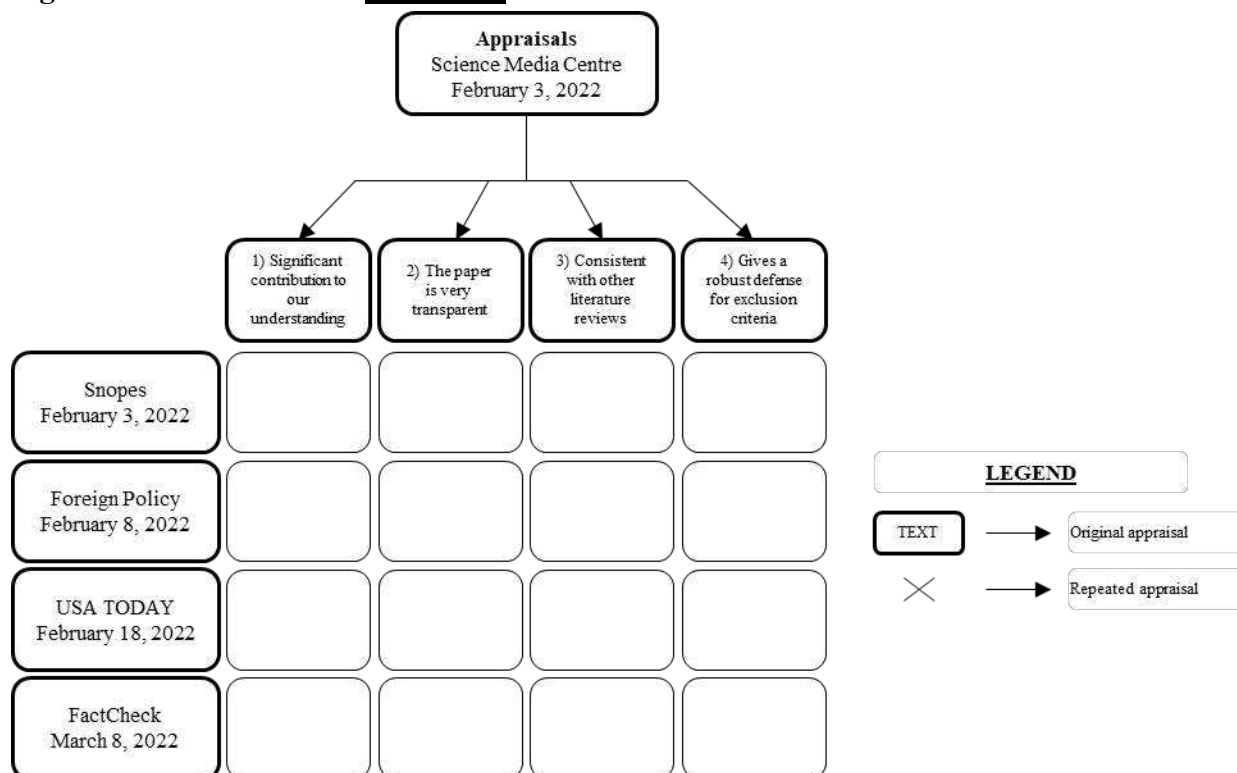 Appraisals
Science Media Centre
February 3, 2022
1) Significant
contribution to
our
understanding
2) The paper
is very
transparent
3) Consistent
with other
literature
reviews
4) Gives a
robust defense
for exclusion
criteria
Snopes
February 3, 2022
Foreign Policy
February 8, 2022
USA TODAY
February 18, 2022
FactCheck
March 8, 2022
LEGEND
TEXT
Original appraisal
Repeated appraisal